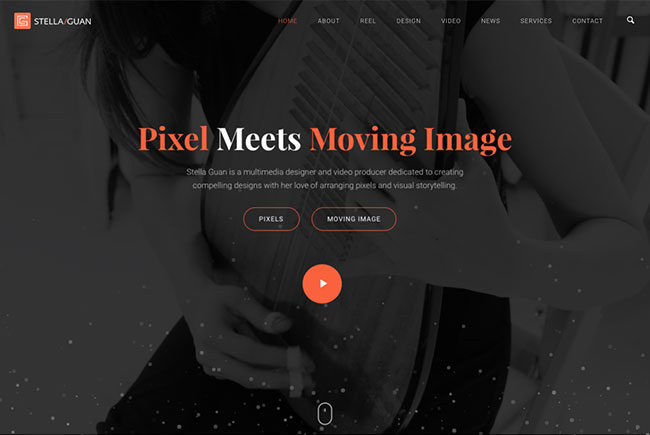 STELLA/GUAN
HOME ABOUT REEL DESIGN VIDEO NEWS SERVICES CONTACT
Pixel Meets Moving Image
Stella Guan is a multimedia designer and video producer dedicated to creating
compelling designs with her love of arranging pixels and visual storytelling.
PIXELS
MOVING IMAGE